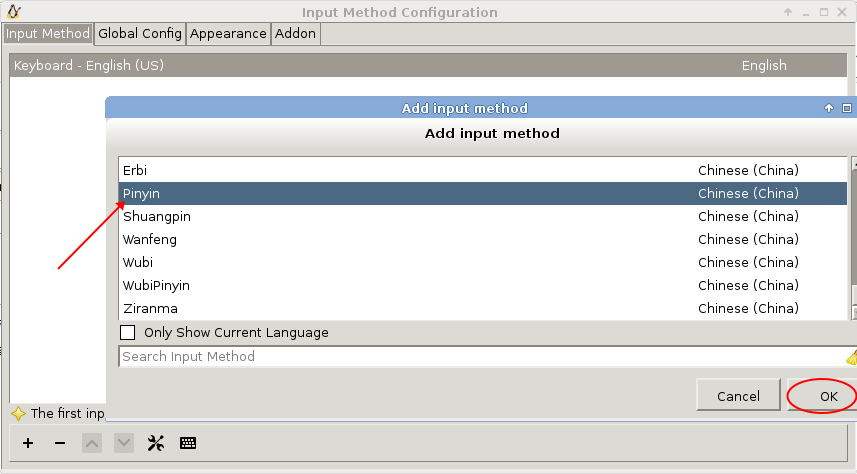 Input Method Configuration
Input Method Global Config Appearance Addon
Keyboard - English (US) English
Add input method
Add input method
Erbi Chinese (China)
Pinyin Chinese (China)
Shuangpin Chinese (China)
Wanfeng Chinese (China)
Wubi Chinese (China)
WubiPinyin Chinese (China)
Ziranma Chinese (China)
Only Show Current Language
Search Input Method
Cancel OK
The first inp